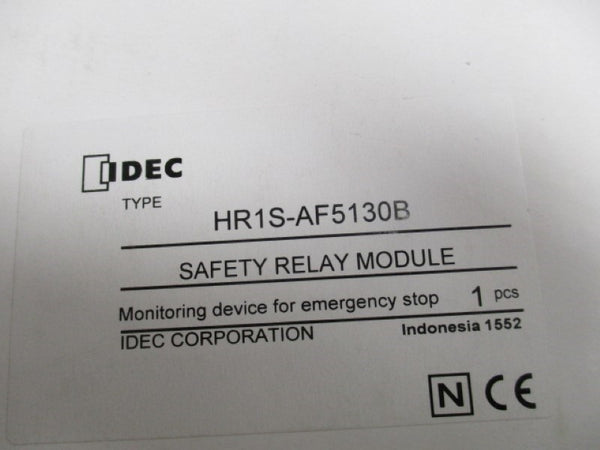 IDEC
TYPE HR1S-AF5130B
SAFETY RELAY MODULE
Monitoring device for emergency stop 1 pcs
IDEC CORPORATION Indonesia 1552
N CE